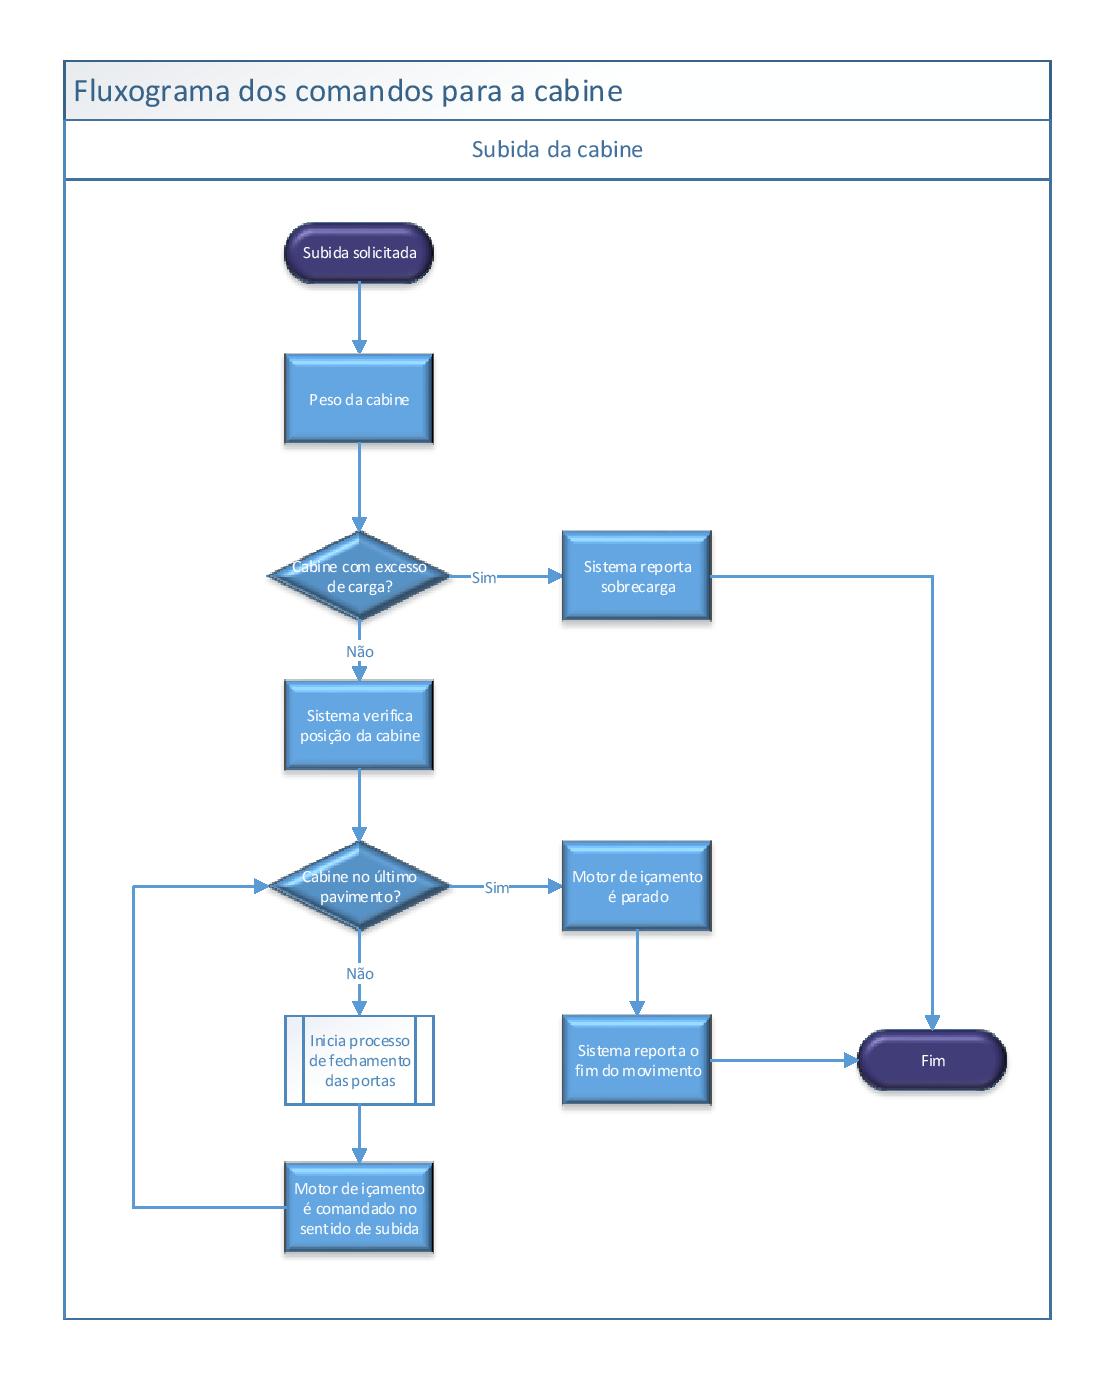 Fluxograma dos comandos para a cabine
Subida da cabine
Subida solicitada
Peso da cabine
Cabine com excesso
de carga?
Sim
Sistema reporta
sobrecarga
Não
Sistema verifica
posição da cabine
Cabine no último
pavimento?
Sim
Motor de içamento
é parado
Não
Inicia processo
de fechamento
das portas
Sistema reporta o
fim do movimento
Fim
Motor de içamento
é comandado no
sentido de subida